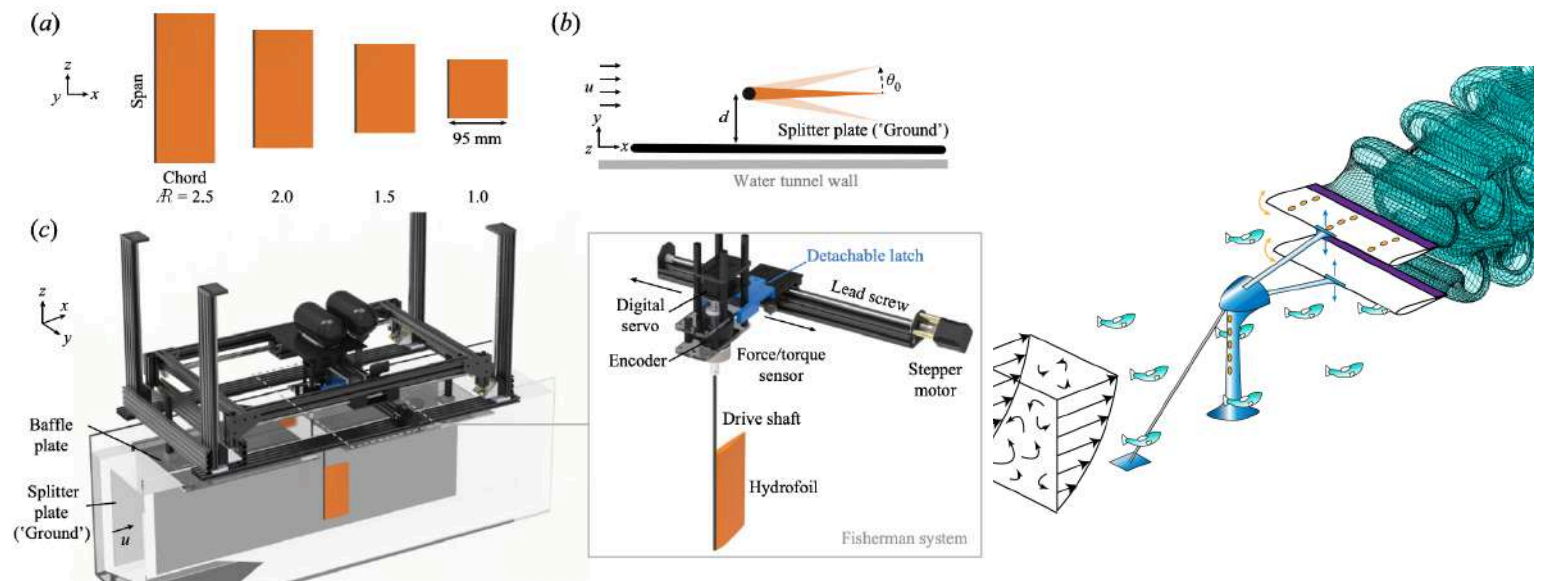 (a)
z
y
x
Span
95 mm
Chord
Æ = 2.5
2.0
1.5
1.0
(b)
u
y
z
x
d
θ₀
Splitter plate ('Ground')
Water tunnel wall
(c)
z
x
y
Baffle
plate
Splitter
plate
('Ground')
u
Detachable latch
Digital
servo
Lead screw
Encoder
Force/torque
sensor
Stepper
motor
Drive shaft
Hydrofoil
Fisherman system